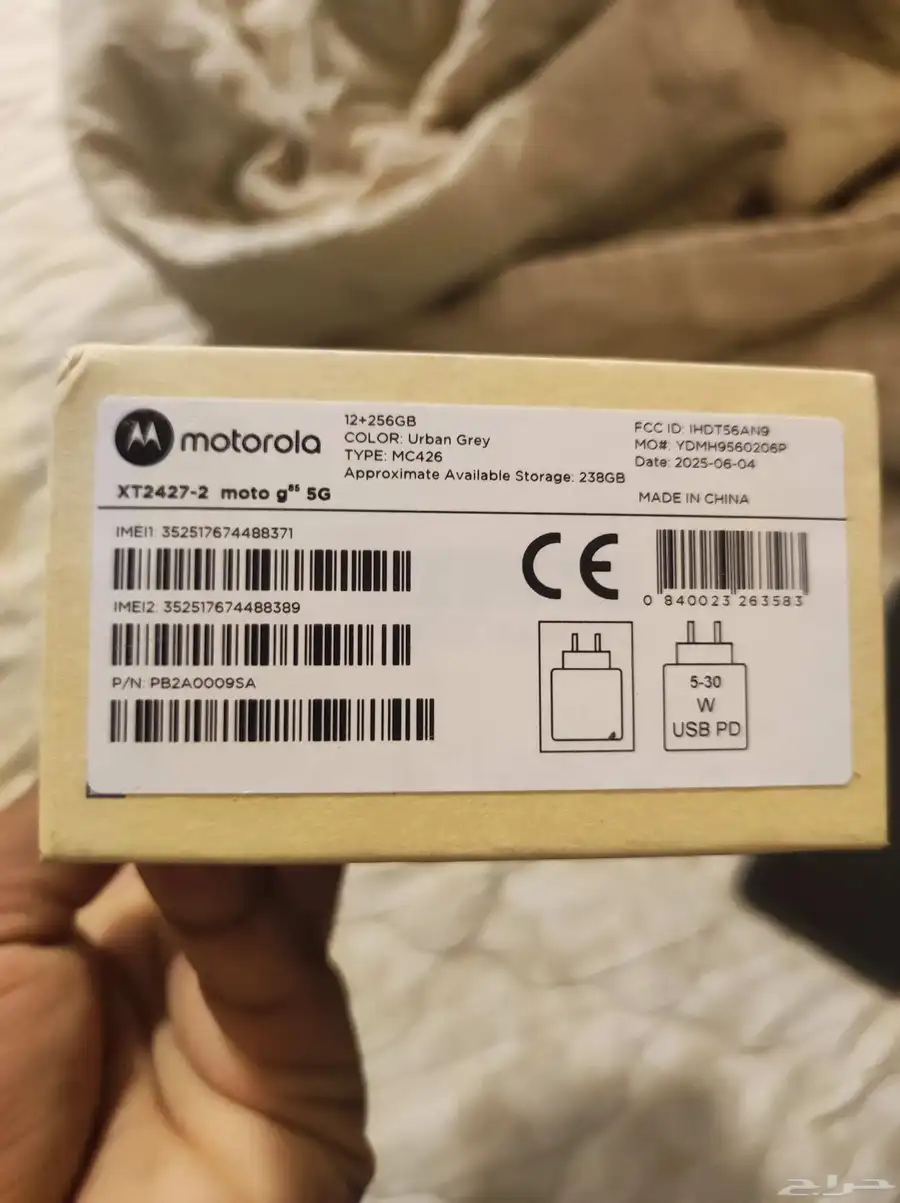 motorola
XT2427-2 moto g85 5G
12+256GB
COLOR: Urban Grey
TYPE: MC426
Approximate Available Storage: 238GB
FCC ID: IHDT56AN9
MO#: YDMH9560206P
Date: 2025-06-04
MADE IN CHINA
IMEI1: 352517674488371
IMEI2: 352517674488389
P/N: PB2A0009SA
CE
0 840023 263583
5-30
W
USB PD
حراج